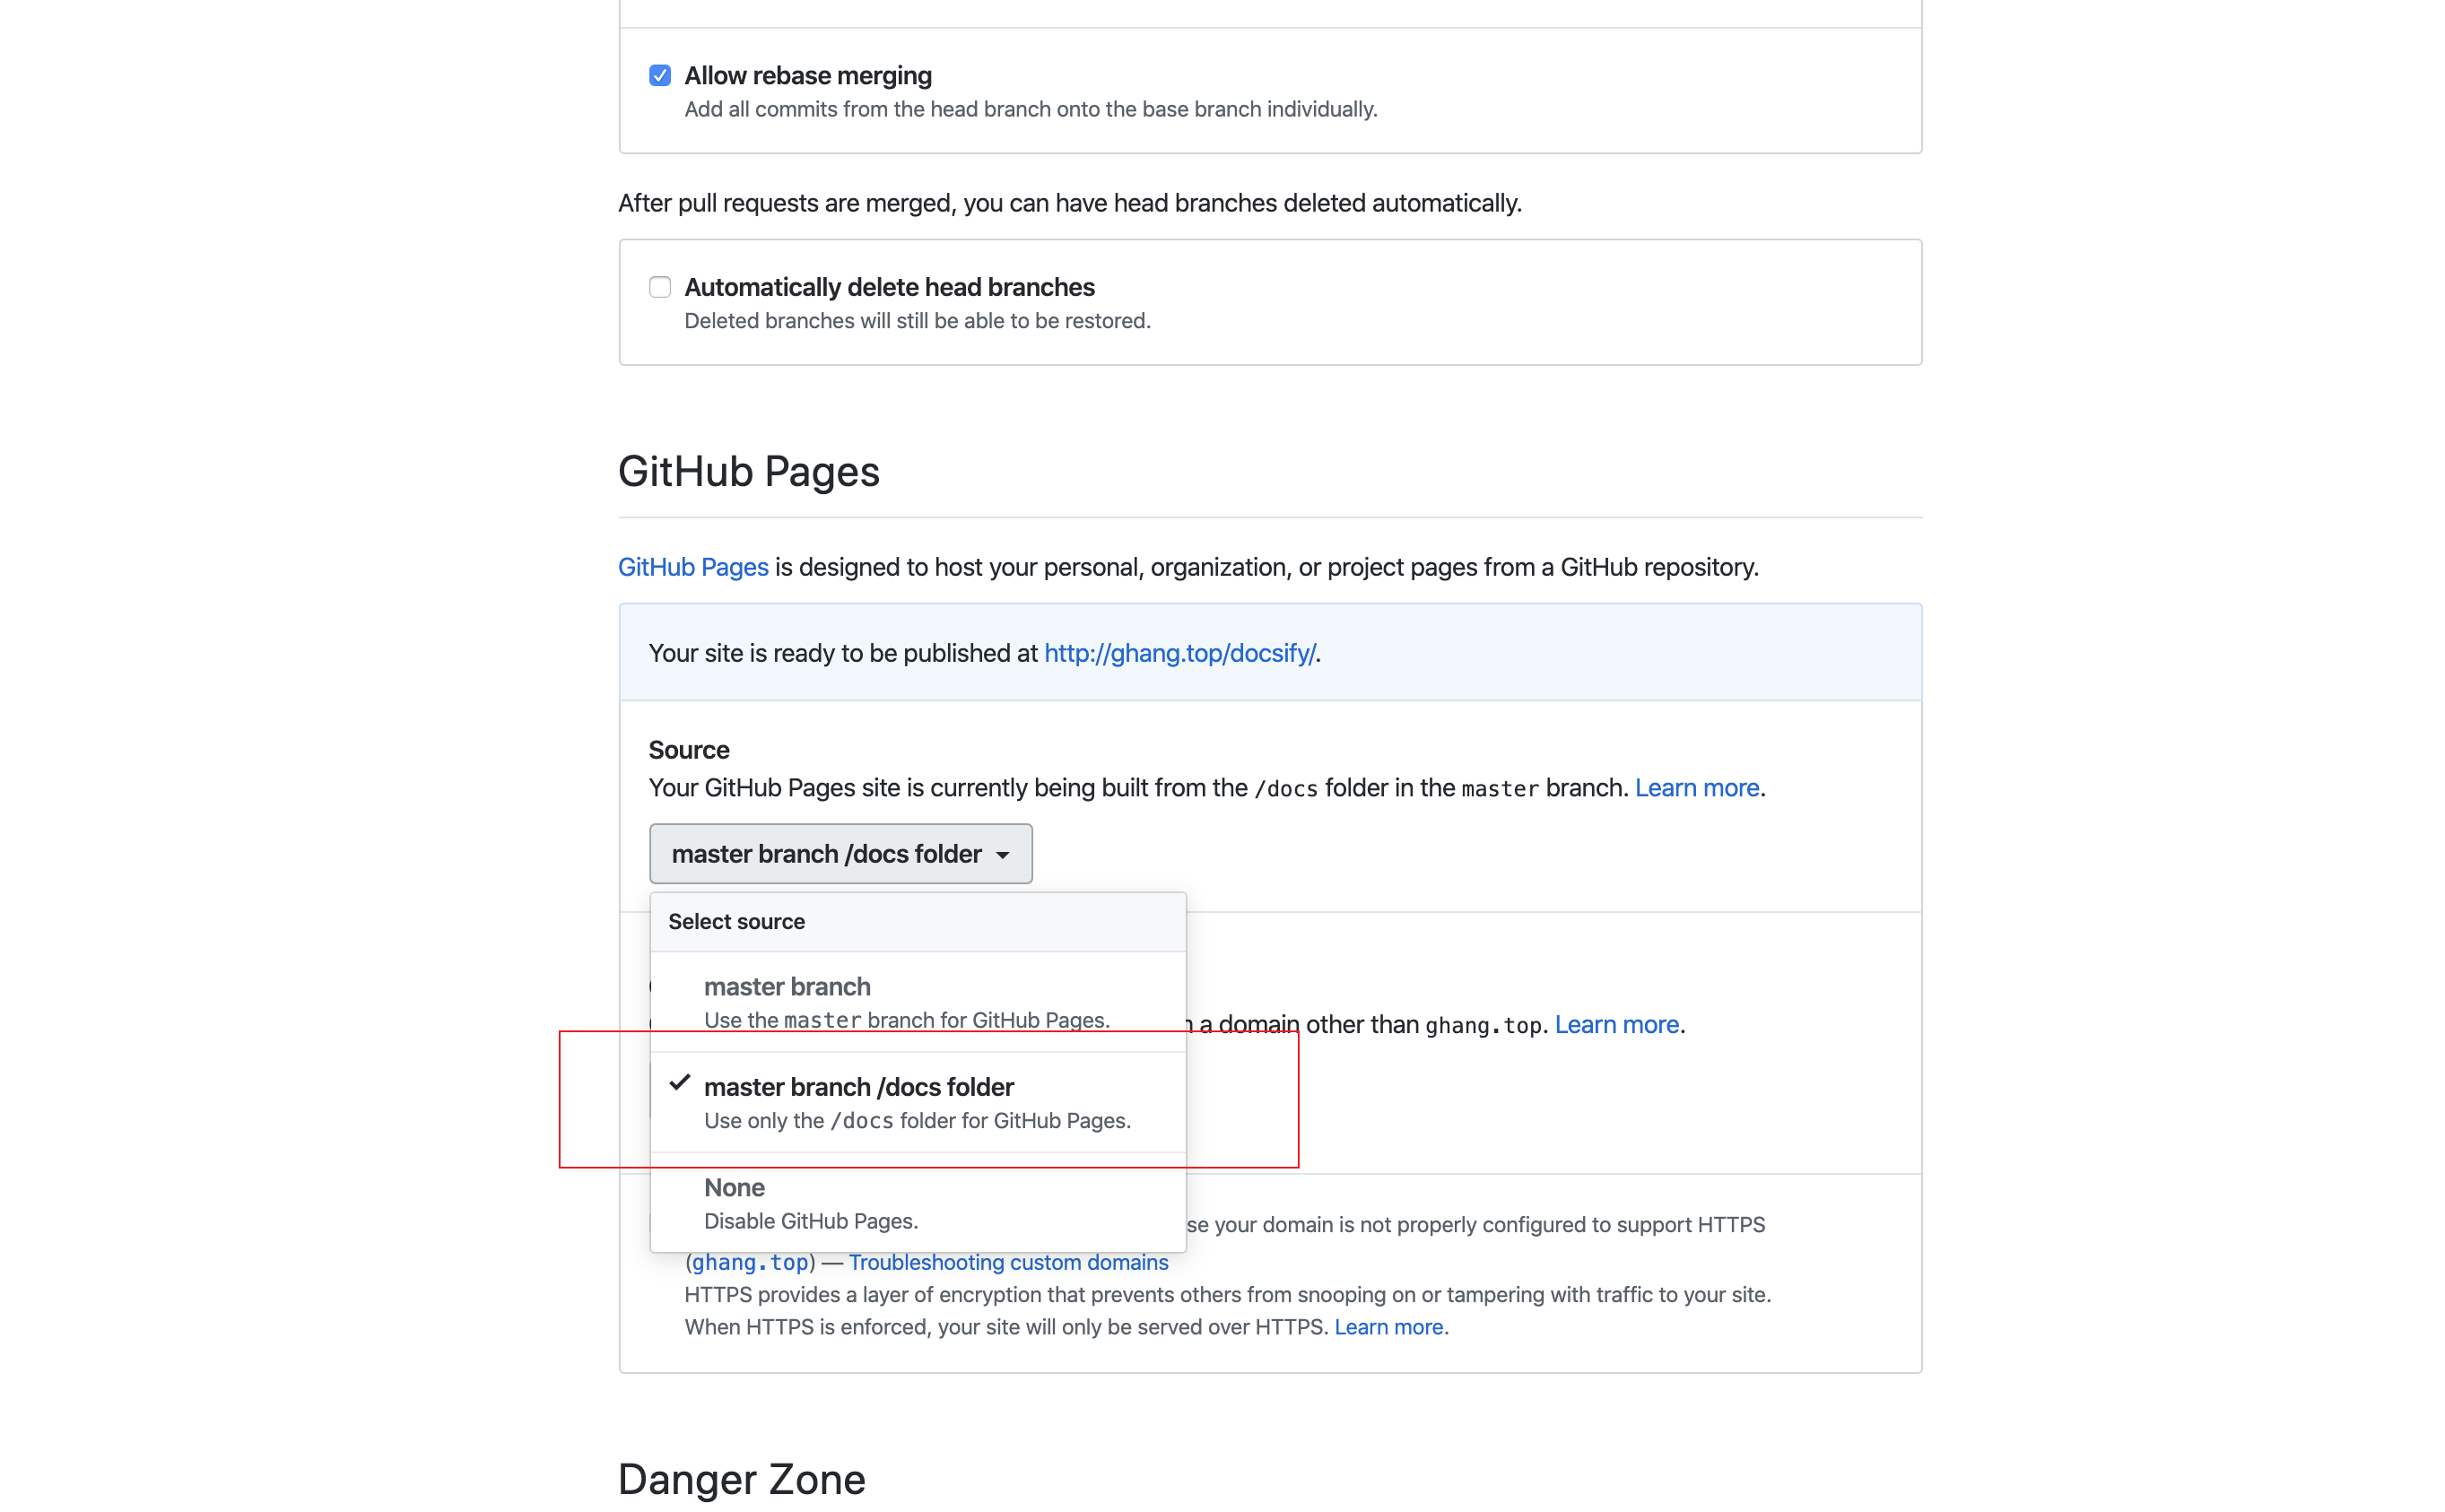 Allow rebase merging
Add all commits from the head branch onto the base branch individually.
After pull requests are merged, you can have head branches deleted automatically.
Automatically delete head branches
Deleted branches will still be able to be restored.
GitHub Pages
GitHub Pages is designed to host your personal, organization, or project pages from a GitHub repository.
Your site is ready to be published at http://ghang.top/docsify/.
Source
Your GitHub Pages site is currently being built from the /docs folder in the master branch. Learn more.
master branch /docs folder
Select source
master branch
Use the master branch for GitHub Pages.
a domain other than ghang.top. Learn more.
master branch /docs folder
Use only the /docs folder for GitHub Pages.
None
Disable GitHub Pages.
se your domain is not properly configured to support HTTPS
(ghang.top) — Troubleshooting custom domains
HTTPS provides a layer of encryption that prevents others from snooping on or tampering with traffic to your site.
When HTTPS is enforced, your site will only be served over HTTPS. Learn more.
Danger Zone